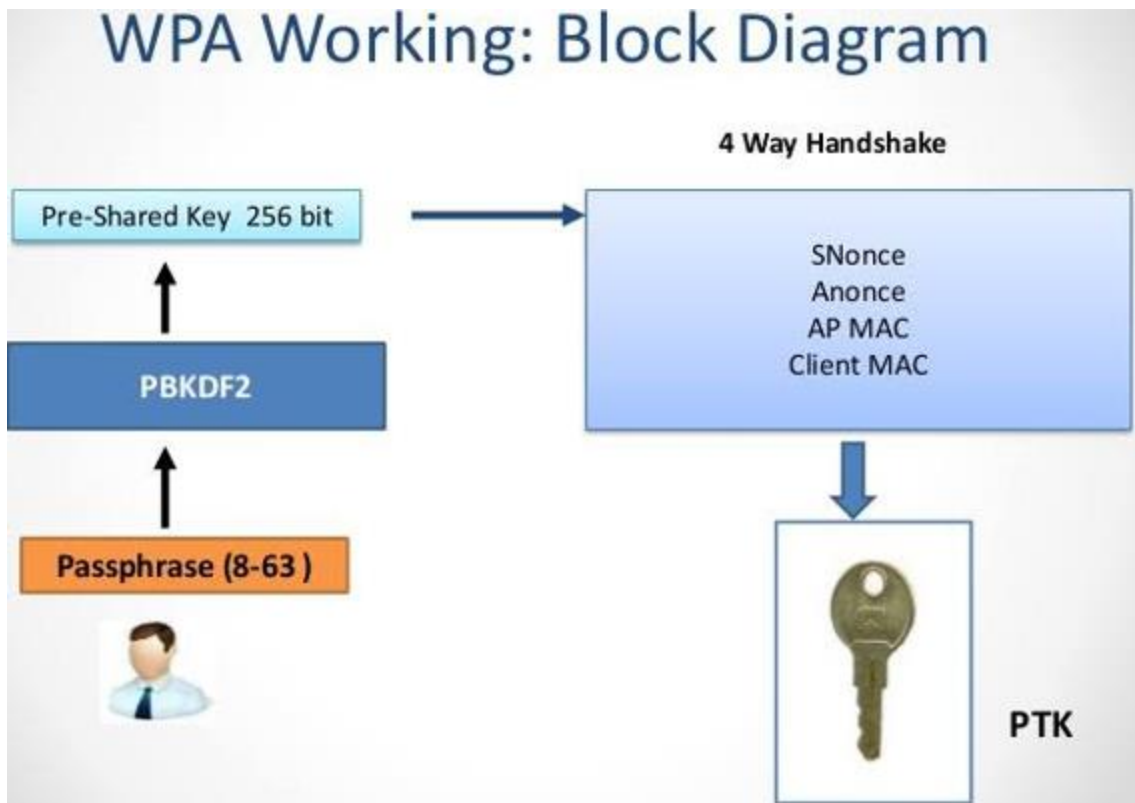 WPA Working: Block Diagram
4 Way Handshake
Pre-Shared Key 256 bit
SNonce
Anonce
AP MAC
Client MAC
PBKDF2
Passphrase (8-63 )
PTK